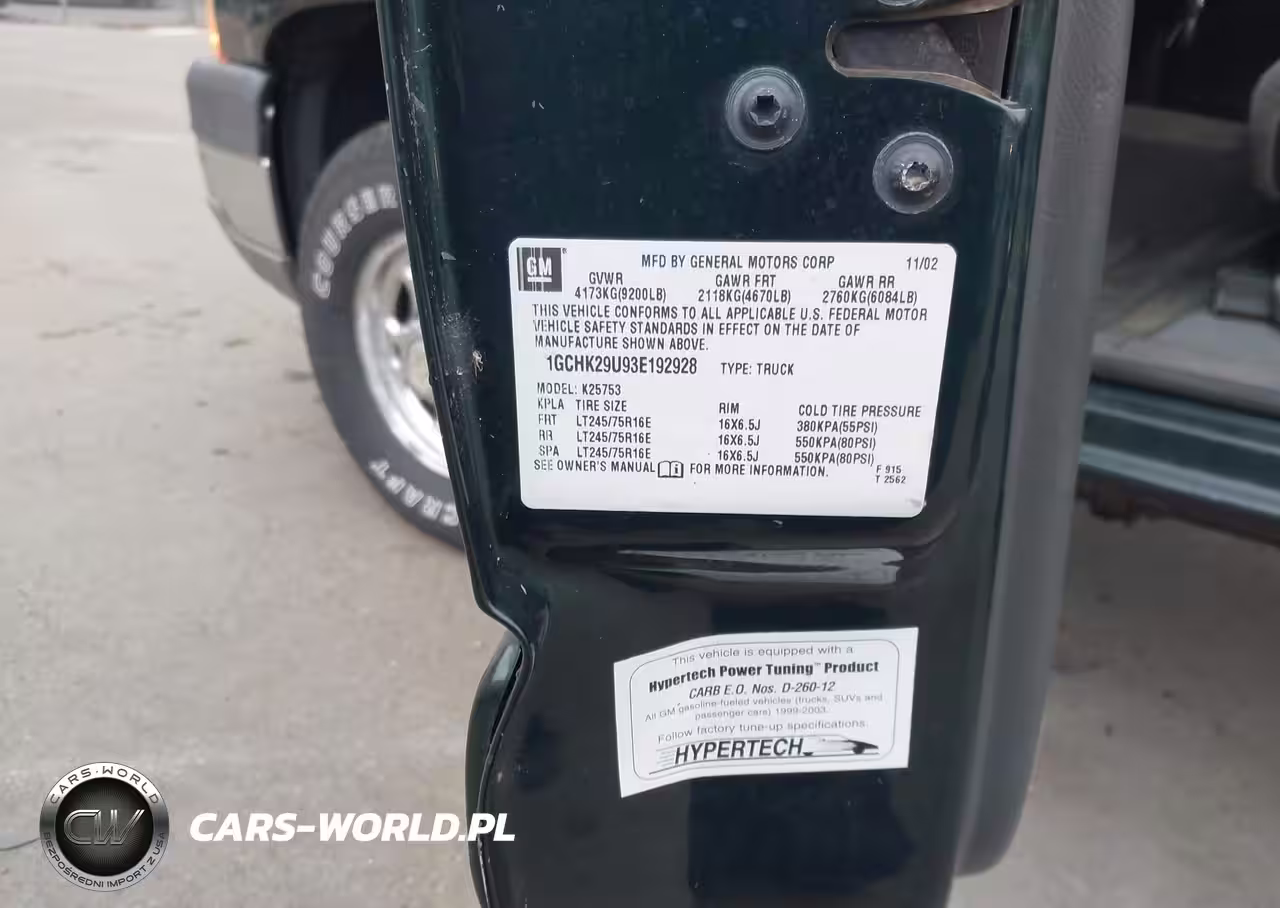 COURSER
GM
MFD BY GENERAL MOTORS CORP 11/02
GVWR GAWR FRT GAWR RR
4173KG(9200LB) 2118KG(4670LB) 2760KG(6084LB)
THIS VEHICLE CONFORMS TO ALL APPLICABLE U.S. FEDERAL MOTOR
VEHICLE SAFETY STANDARDS IN EFFECT ON THE DATE OF
MANUFACTURE SHOWN ABOVE.
1GCHK29U93E192928 TYPE: TRUCK
MODEL: K25753
KPLA TIRE SIZE RIM COLD TIRE PRESSURE
FRT LT245/75R16E 16X6.5J 380KPA(55PSI)
RR LT245/75R16E 16X6.5J 550KPA(80PSI)
SPA LT245/75R16E 16X6.5J 550KPA(80PSI)
SEE OWNER'S MANUAL FOR MORE INFORMATION.
F 915
T 2562
CRAFT
This vehicle is equipped with a
Hypertech Power Tuning™ Product
CARB E.O. Nos. D-260-12
All GM gasoline-fueled vehicles (trucks, SUVs and
passenger cars) 1999-2003.
Follow factory tune-up specifications.
HYPERTECH
CARS-WORLD
CW
BEZPOŚREDNI IMPORT Z USA
CARS-WORLD.PL